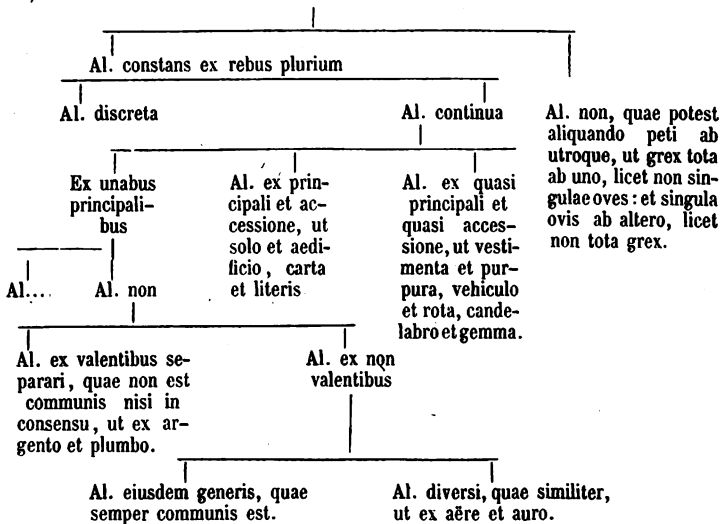 Al. constans ex rebus plurium
Al. discreta
Al. continua
Al. non, quae potest
aliquando peti ab
utroque, ut grex tota
ab uno, licet non sin-
gulae oves: et singula
ovis ab altero, licet
non tota grex.
Ex unabus
principali-
bus
Al. ex prin-
cipali et ac-
cessione, ut
solo et aedi-
ficio, carta
et literis
Al. ex quasi
principali et
quasi acces-
sione, ut vesti-
menta et pur-
pura, vehiculo
et rota, cande-
labro et gemma.
Al....
Al. non
Al. ex valentibus se-
parari, quae non est
communis nisi in
consensu, ut ex ar-
gento et plumbo.
Al. ex non
valentibus
Al. eiusdem generis, quae
semper communis est.
Al. diversi, quae similiter,
ut ex aëre et auro.